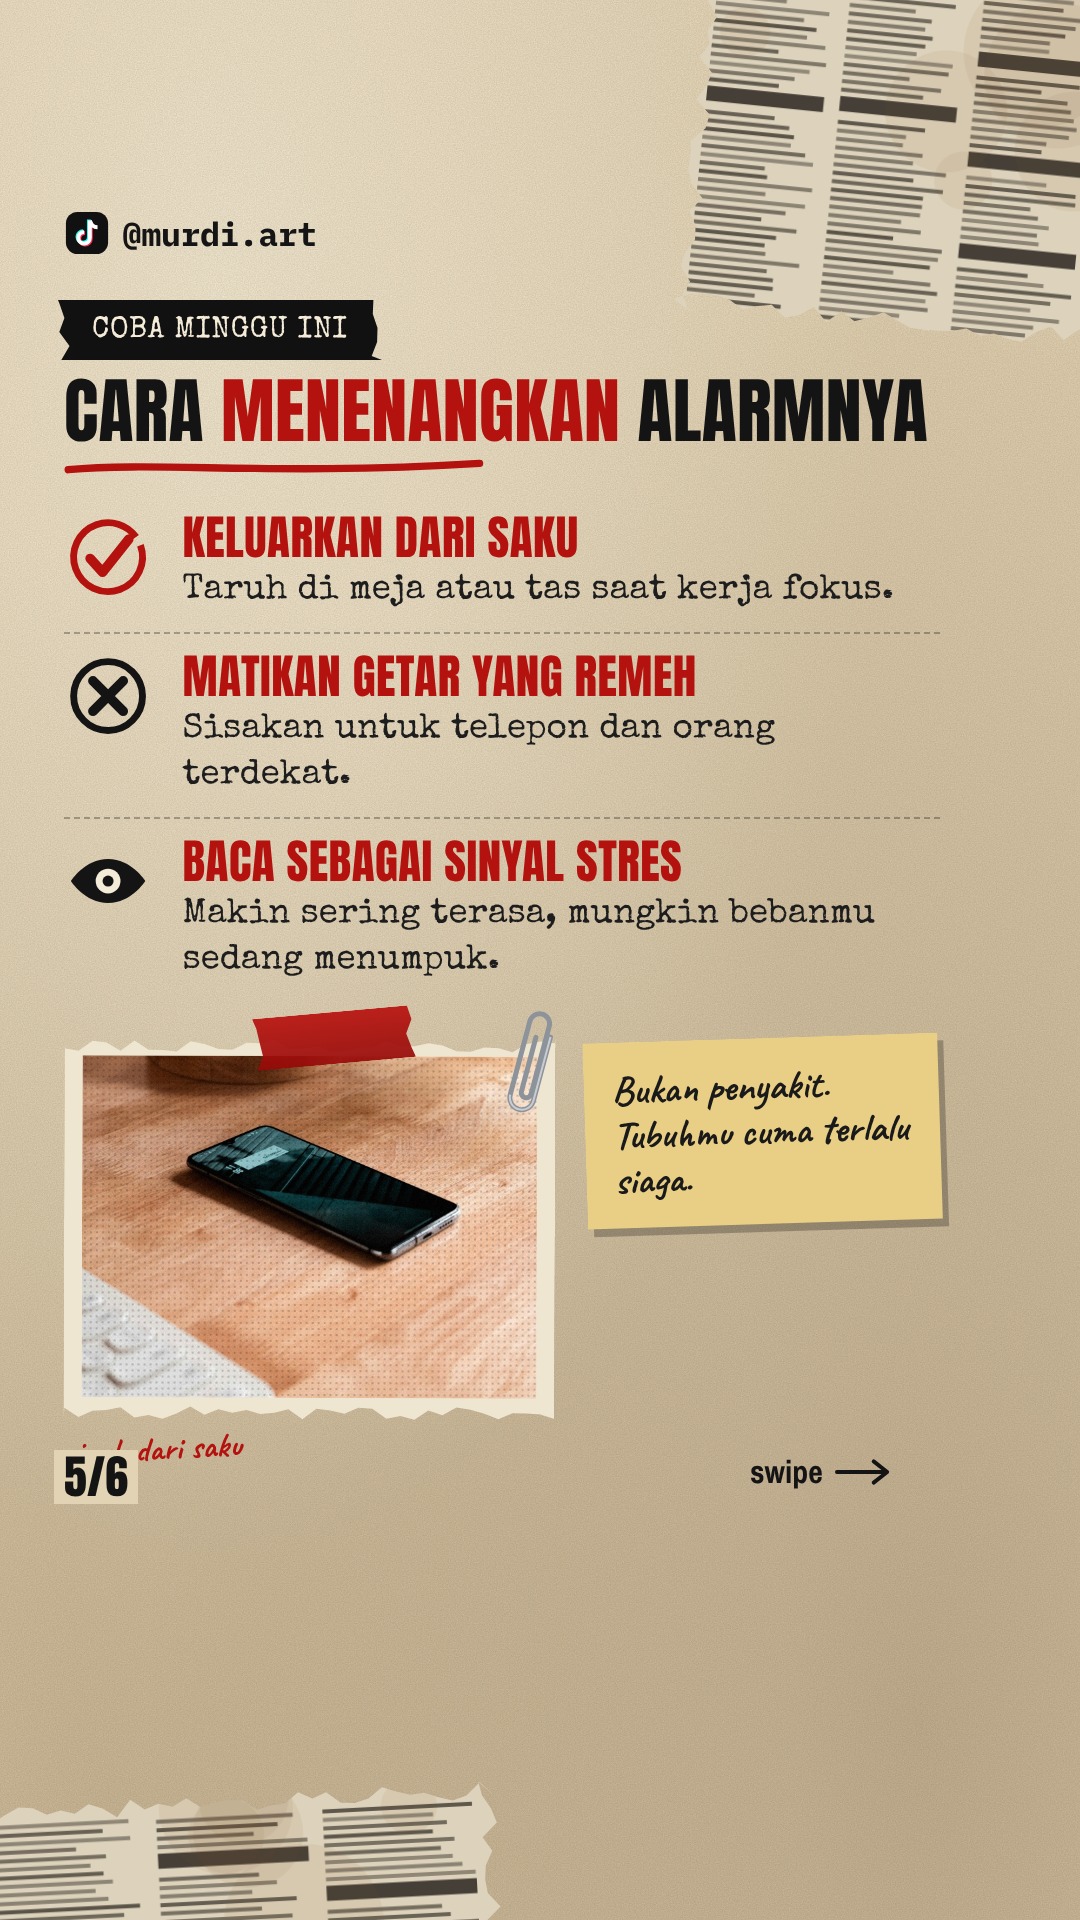 @murdi.art
COBA MINGGU INI
CARA MENENANGKAN ALARMNYA
KELUARKAN DARI SAKU
Taruh di meja atau tas saat kerja fokus.
MATIKAN GETAR YANG REMEH
Sisakan untuk telepon dan orang
terdekat.
BACA SEBAGAI SINYAL STRES
Makin sering terasa, mungkin bebanmu
sedang menumpuk.
Bukan penyakit.
Tubuhmu cuma terlalu
siaga.
dari saku
5/6
swipe